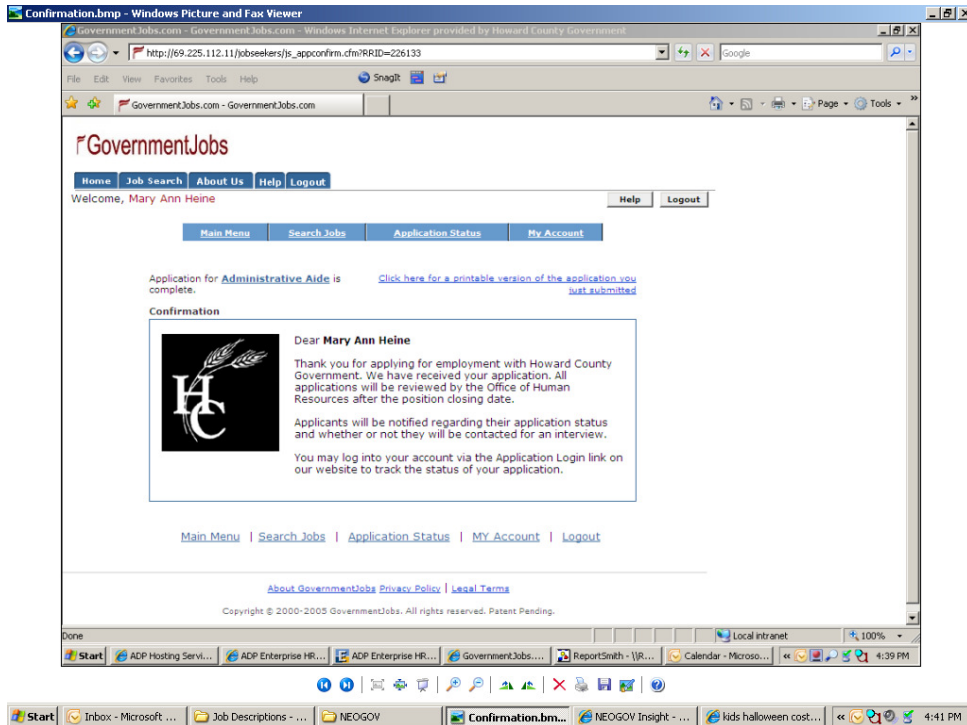 Confirmation.bmp - Windows Picture and Fax Viewer
GovernmentJobs.com - GovernmentJobs.com - Windows Internet Explorer provided by Howard County Government
http://69.225.112.11/jobseekers/js_appconfirm.cfm?RRID=226133
Google
File Edit View Favorites Tools Help
SnagIt
GovernmentJobs.com - GovernmentJobs.com
Page Tools
GovernmentJobs
Home Job Search About Us Help Logout
Welcome, Mary Ann Heine
Help Logout
Main Menu Search Jobs Application Status My Account
Application for Administrative Aide is
complete.
Click here for a printable version of the application you
just submitted
Confirmation
HC
Dear Mary Ann Heine
Thank you for applying for employment with Howard County
Government. We have received your application. All
applications will be reviewed by the Office of Human
Resources after the position closing date.
Applicants will be notified regarding their application status
and whether or not they will be contacted for an interview.
You may log into your account via the Application Login link on
our website to track the status of your application.
Main Menu | Search Jobs | Application Status | MY Account | Logout
About GovernmentJobs Privacy Policy | Legal Terms
Copyright © 2000-2005 GovernmentJobs. All rights reserved. Patent Pending.
Done Local intranet 100%
Start ADP Hosting Servi... ADP Enterprise HR... ADP Enterprise HR... GovernmentJobs.... ReportSmith - \\R... Calendar - Microso... « 4:39 PM
Start Inbox - Microsoft ... Job Descriptions - ... NEOGOV Confirmation.bm... NEOGOV Insight - ... kids halloween cost... « 4:41 PM